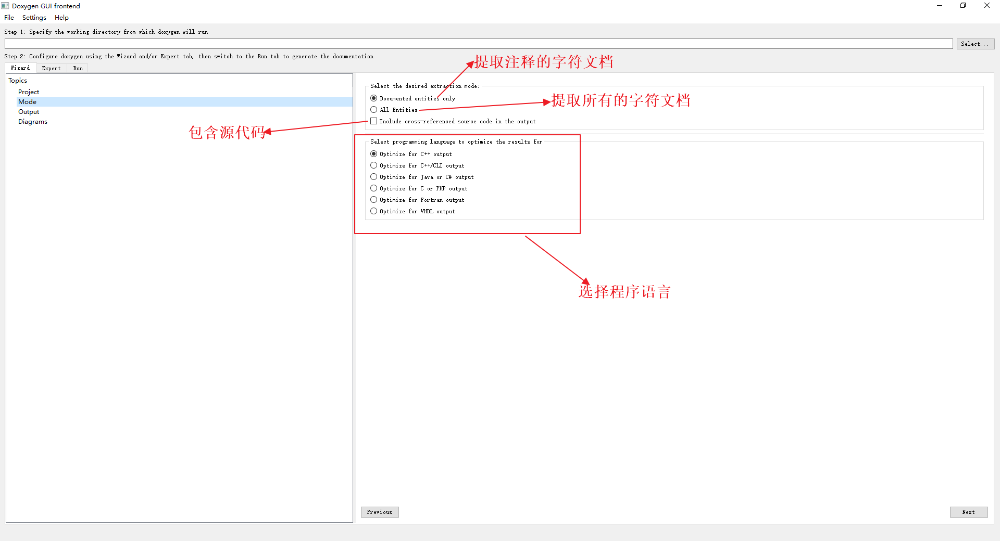 Doxygen GUI frontend
File Settings Help
Step 1: Specify the working directory from which doxygen will run
Select...
Step 2: Configure doxygen using the Wizard and/or Expert tab, then switch to the Run tab to generate the documentation
Wizard Expert Run
Topics
Project
Mode
Output
Diagrams
提取注释的字符文档
Select the desired extraction mode:
Documented entities only
提取所有的字符文档
All Entities
Include cross-referenced source code in the output
包含源代码
Select programming language to optimize the results for
Optimize for C++ output
Optimize for C++/CLI output
Optimize for Java or C# output
Optimize for C or PHP output
Optimize for Fortran output
Optimize for VHDL output
选择程序语言
Previous
Next